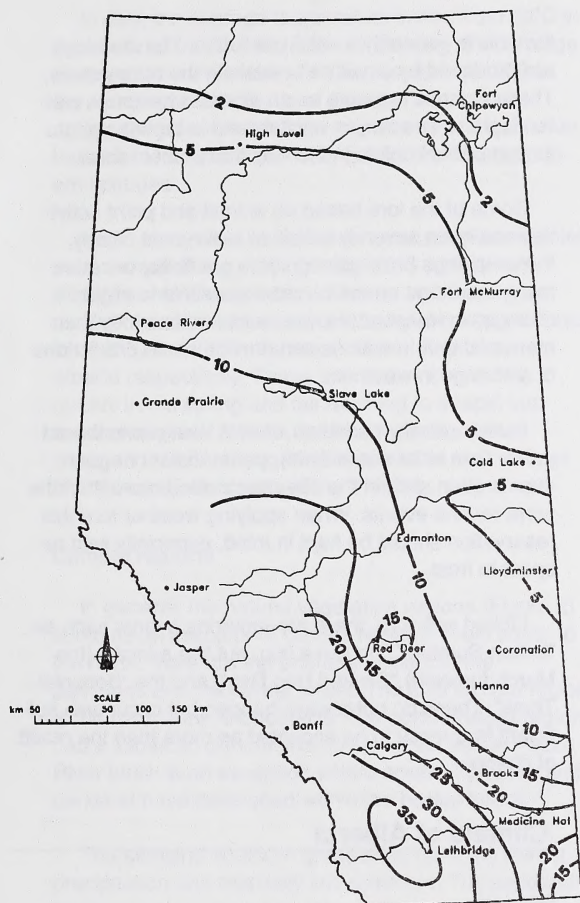 2
Fort
Chipewyan
5
High Level
5
2
Fort McMurray
Peace River
10
Slave Lake
Grande Prairie
5
Cold Lake
5
Edmonton
Lloydminster
5
Jasper
10
15
20
15
Red Deer
Coronation
Hanna
SCALE
km 50 0 50 100 150 km
Banff
10
Calgary
15
25
Brooks
20
30
Medicine Hat
35
Lethbridge
20
15